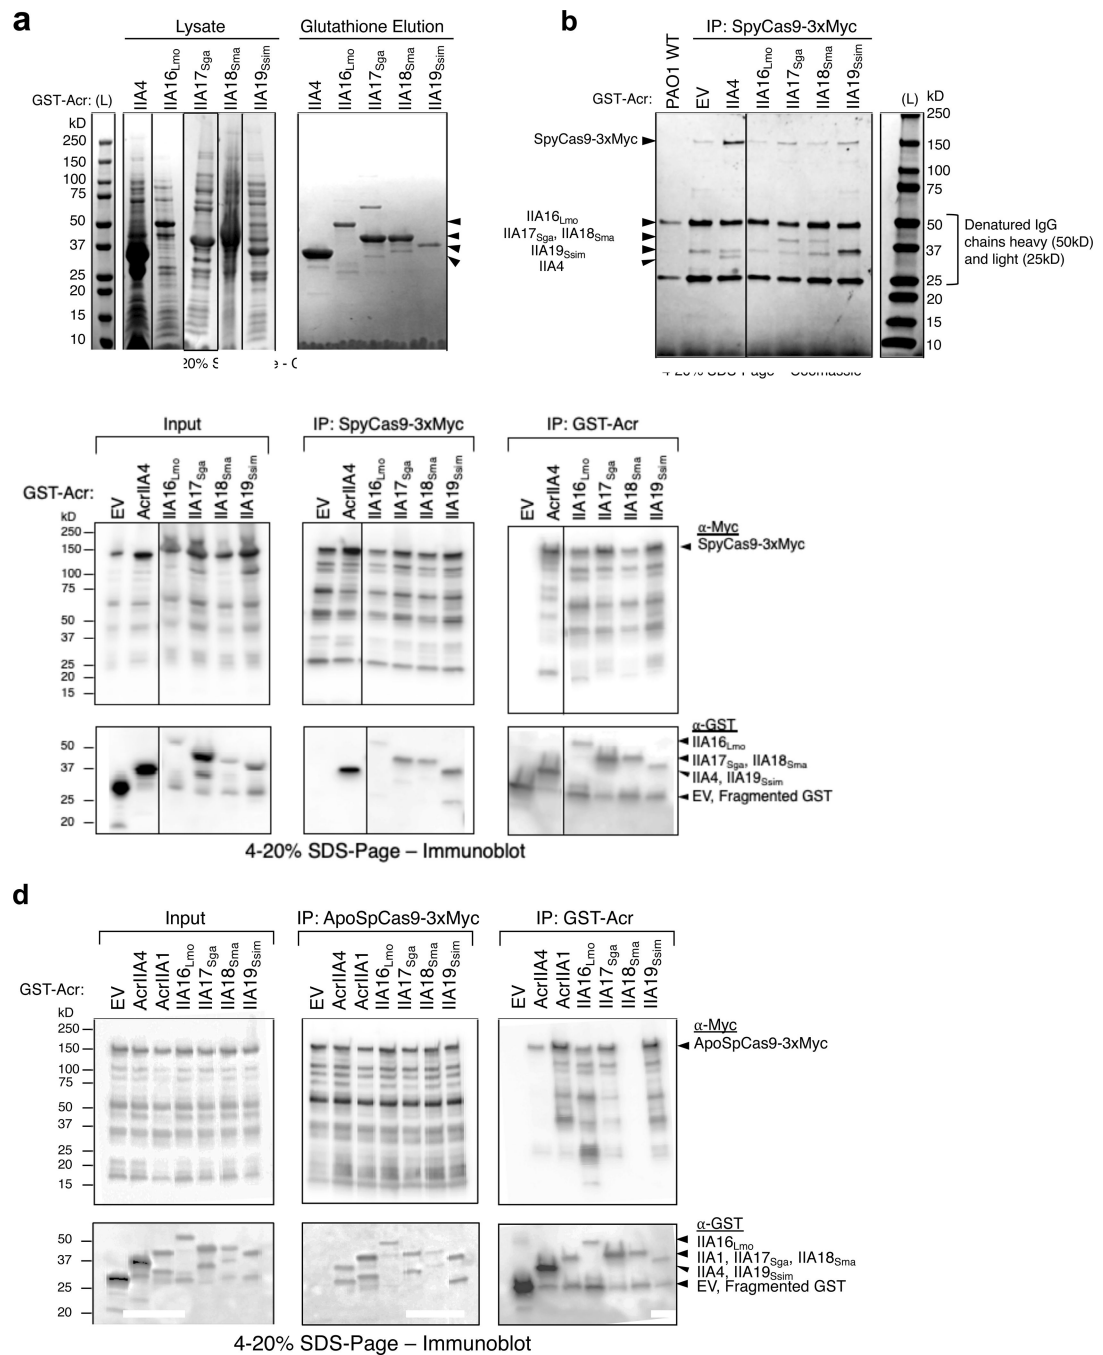 a
Lysate
Glutathione Elution
GST-Acr: (L) IIA4 IIA16Lmo IIA17Sga IIA18Sma IIA19Ssim
IIA4 IIA16Lmo IIA17Sga IIA18Sma IIA19Ssim
kD
250
150
100
75
50
37
25
20
15
10
IIA16Lmo
IIA17Sga, IIA18Sma
IIA19Ssim
IIA4
b
IP: SpyCas9-3xMyc
GST-Acr: PAO1 WT EV IIA4 IIA16Lmo IIA17Sga IIA18Sma IIA19Ssim (L) kD
SpyCas9-3xMyc
250
150
100
75
50
37
25
20
15
10
Denatured IgG
chains heavy (50kD)
and light (25kD)
Input
IP: SpyCas9-3xMyc
IP: GST-Acr
GST-Acr: EV AcrIIA4 IIA16Lmo IIA17Sga IIA18Sma IIA19Ssim
EV AcrIIA4 IIA16Lmo IIA17Sga IIA18Sma IIA19Ssim
EV AcrIIA4 IIA16Lmo IIA17Sga IIA18Sma IIA19Ssim
kD
250
150
100
75
50
37
25
20
15
α-Myc
SpyCas9-3xMyc
50
37
25
20
α-GST
IIA16Lmo
IIA17Sga, IIA18Sma
IIA4, IIA19Ssim
EV, Fragmented GST
4-20% SDS-Page – Immunoblot
d
Input
IP: ApoSpCas9-3xMyc
IP: GST-Acr
GST-Acr: EV AcrIIA4 AcrIIA1 IIA16Lmo IIA17Sga IIA18Sma IIA19Ssim
EV AcrIIA4 AcrIIA1 IIA16Lmo IIA17Sga IIA18Sma IIA19Ssim
EV AcrIIA4 AcrIIA1 IIA16Lmo IIA17Sga IIA18Sma IIA19Ssim
kD
250
150
100
75
50
37
25
20
15
α-Myc
ApoSpCas9-3xMyc
50
37
25
20
α-GST
IIA16Lmo
IIA1, IIA17Sga, IIA18Sma
IIA4, IIA19Ssim
EV, Fragmented GST
4-20% SDS-Page – Immunoblot